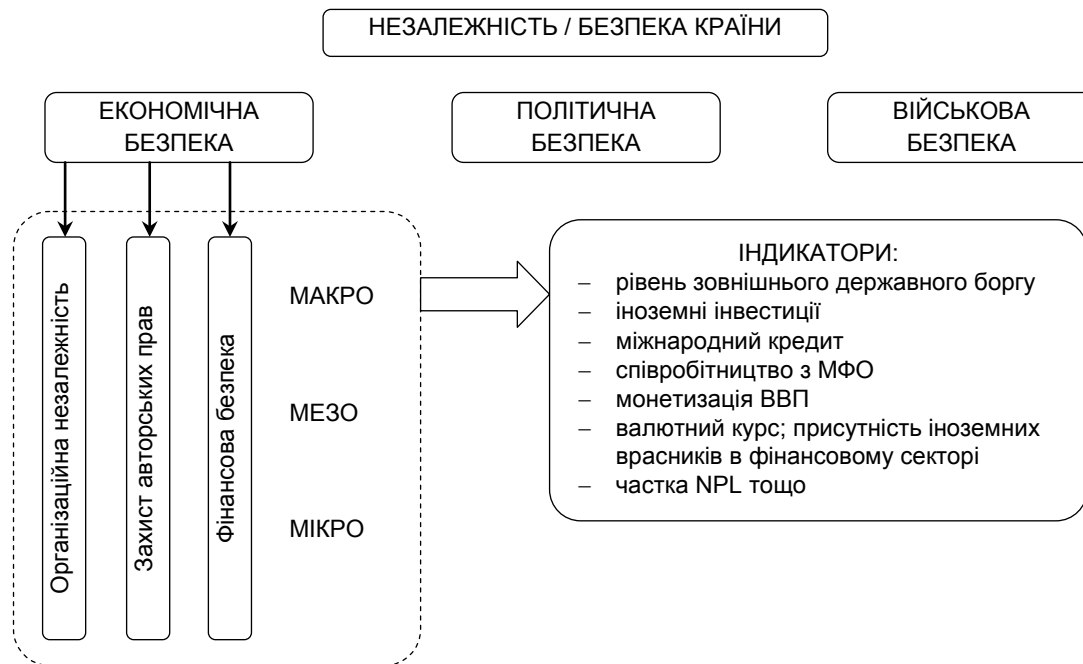 НЕЗАЛЕЖНІСТЬ / БЕЗПЕКА КРАЇНИ
ЕКОНОМІЧНА
БЕЗПЕКА
ПОЛІТИЧНА
БЕЗПЕКА
ВІЙСЬКОВА
БЕЗПЕКА
Організаційна незалежність
Захист авторських прав
Фінансова безпека
МАКРО
МЕЗО
МІКРО
ІНДИКАТОРИ:
– рівень зовнішнього державного боргу
– іноземні інвестиції
– міжнародний кредит
– співробітництво з МФО
– монетизація ВВП
– валютний курс; присутність іноземних
врасників в фінансовому секторі
– частка NPL тощо